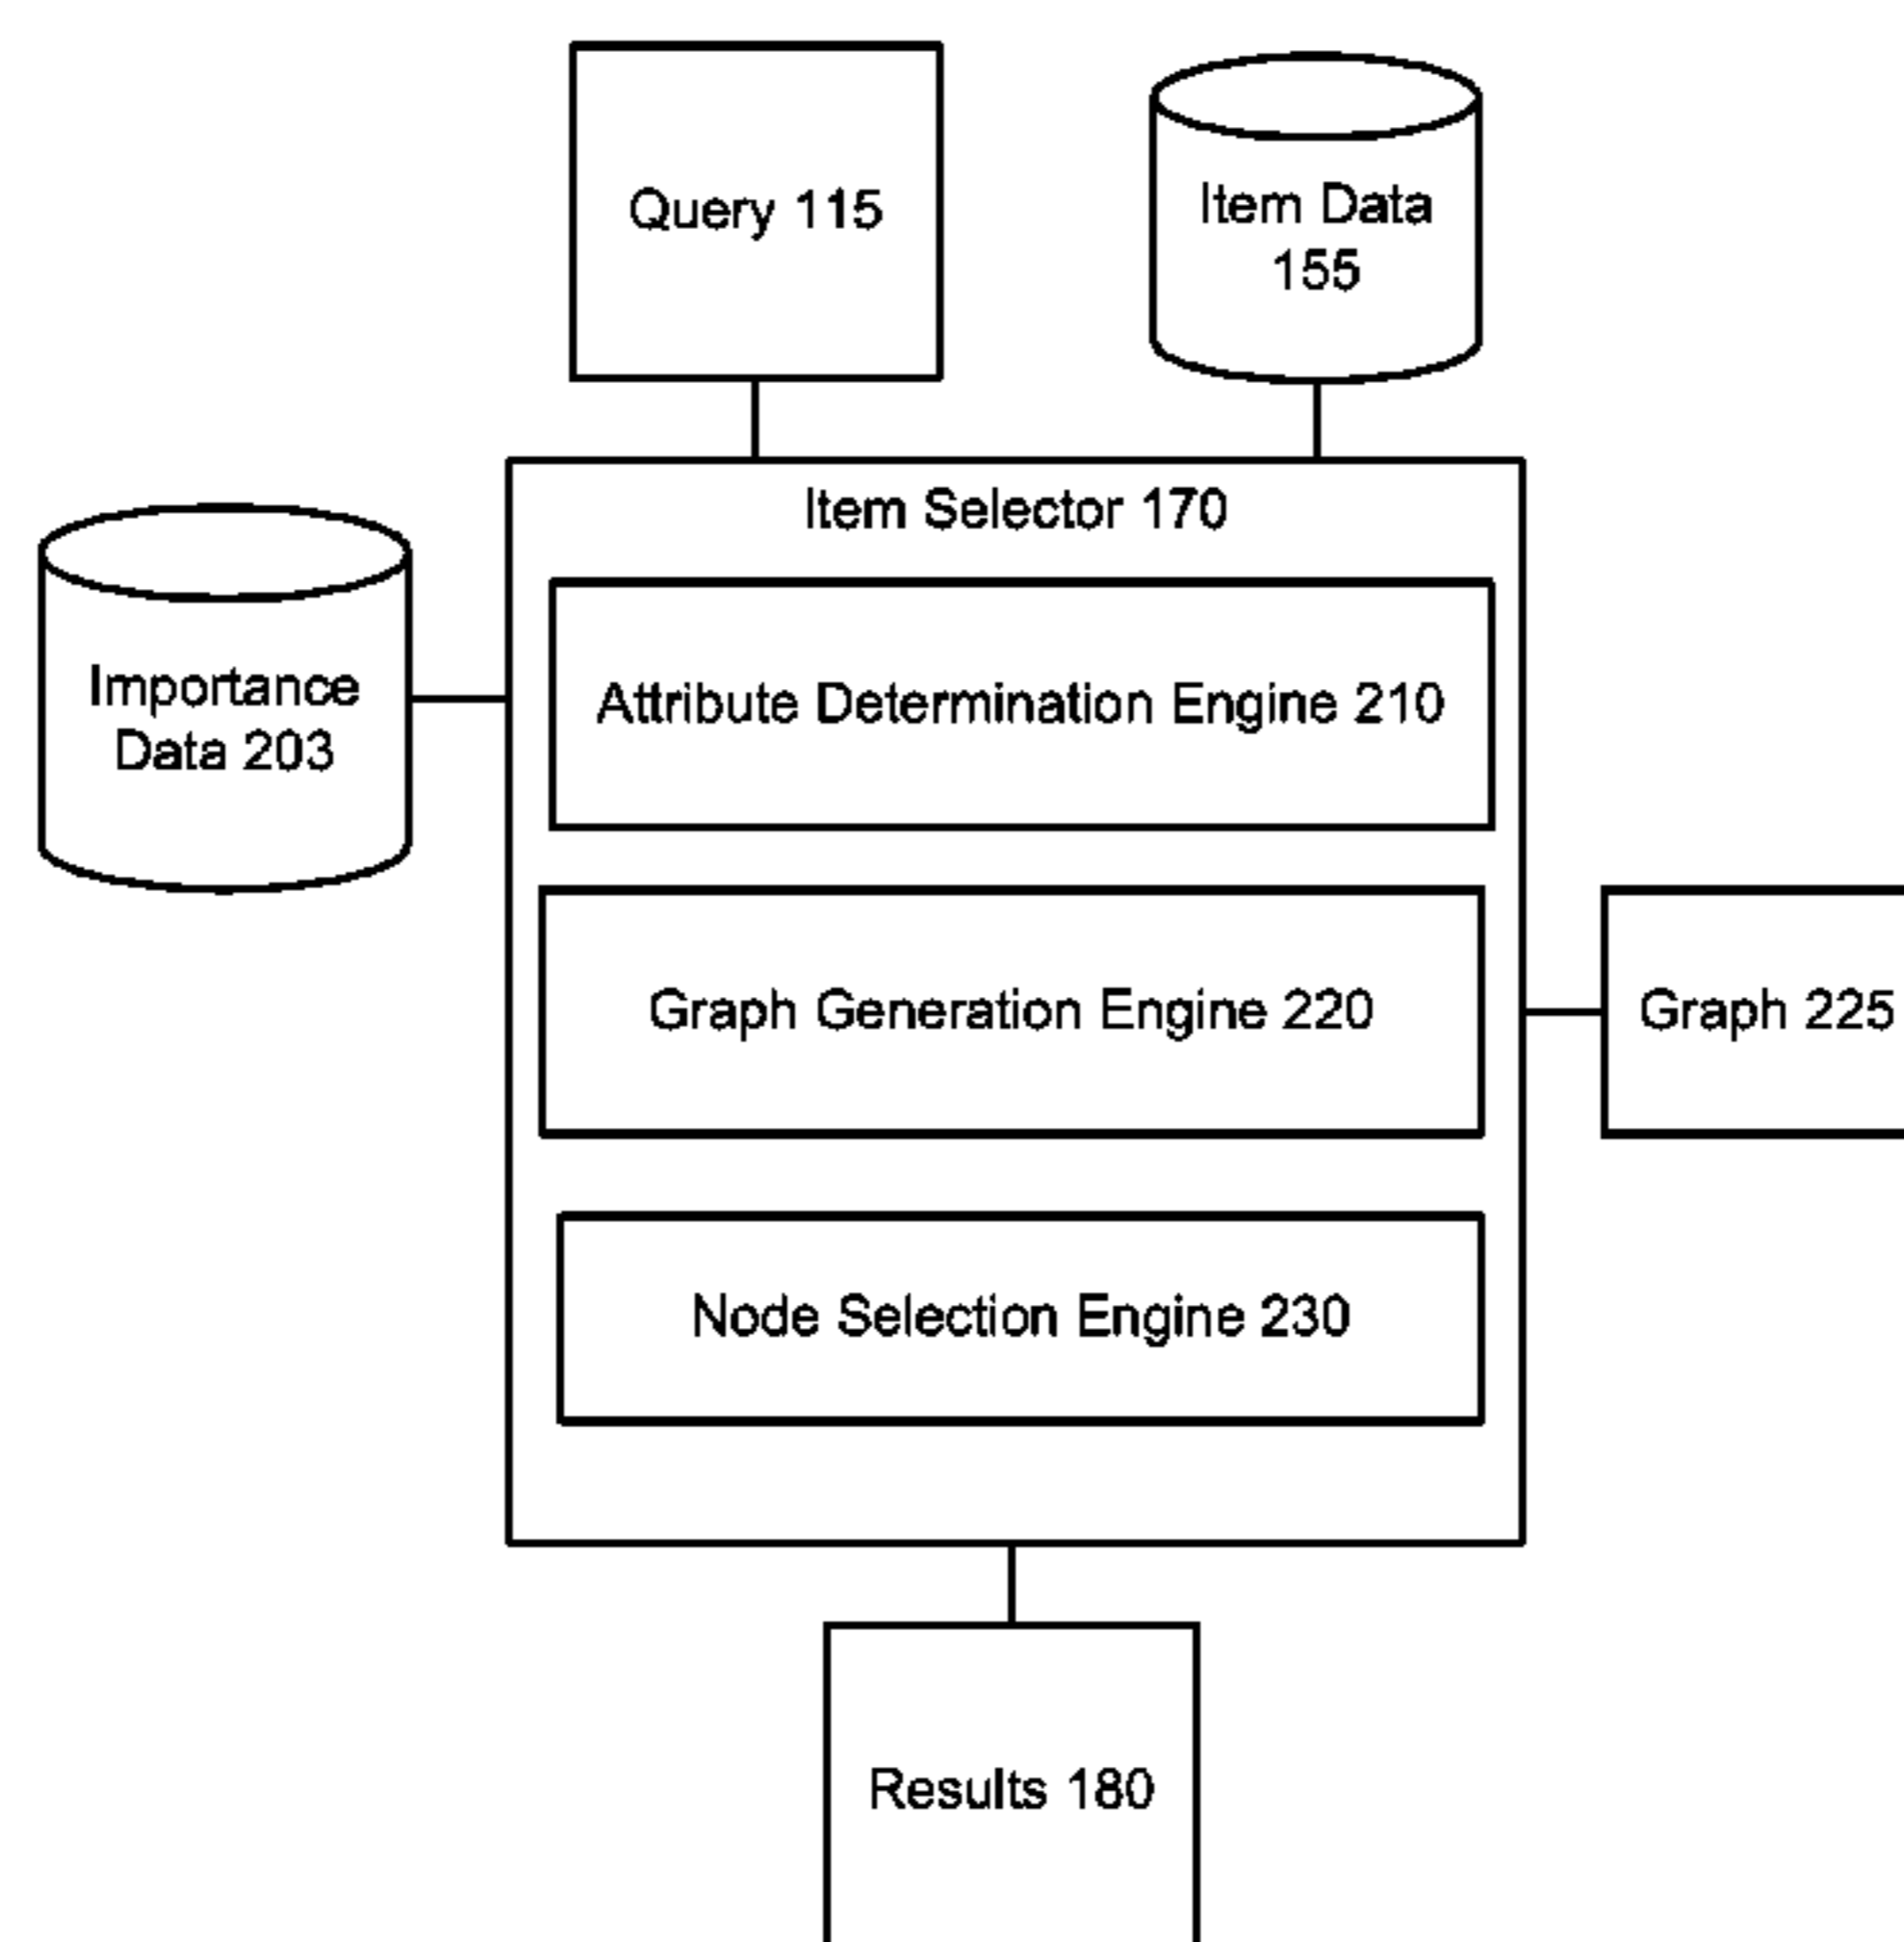 Query 115
Item Data
155
Item Selector 170
Importance
Data 203
Attribute Determination Engine 210
Graph Generation Engine 220
Graph 225
Node Selection Engine 230
Results 180